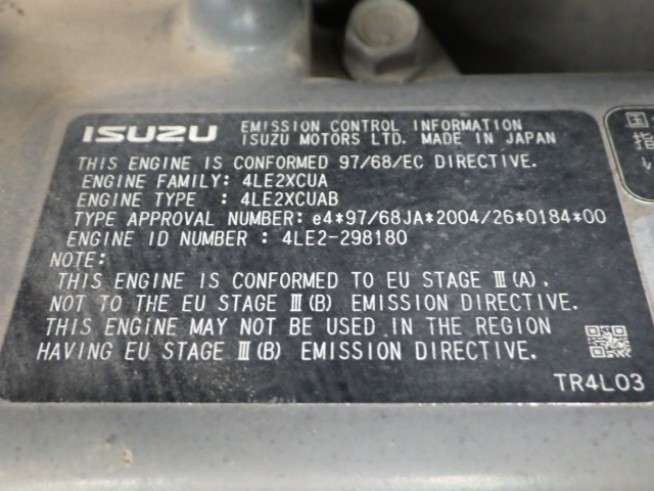 ISUZU EMISSION CONTROL INFORMATION
ISUZU MOTORS LTD. MADE IN JAPAN
THIS ENGINE IS CONFORMED 97/68/EC DIRECTIVE.
ENGINE FAMILY: 4LE2XCUA
ENGINE TYPE : 4LE2XCUAB
TYPE APPROVAL NUMBER: e4*97/68JA*2004/26*0184*00
ENGINE ID NUMBER : 4LE2-298180
NOTE:
THIS ENGINE IS CONFORMED TO EU STAGE Ⅲ(A).
NOT TO THE EU STAGE Ⅲ(B) EMISSION DIRECTIVE.
THIS ENGINE MAY NOT BE USED IN THE REGION
HAVING EU STAGE Ⅲ(B) EMISSION DIRECTIVE.
TR4L03
国
指